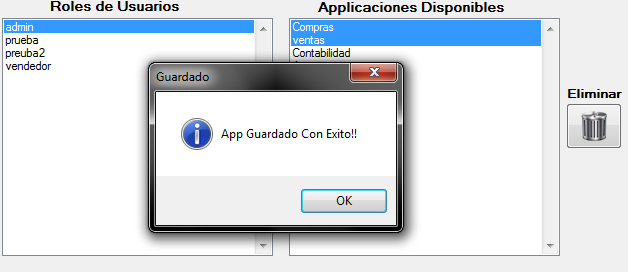 Roles de Usuarios
Applicaciones Disponibles
admin
prueba
preuba2
vendedor
Compras
ventas
Contabilidad
Guardado
App Guardado Con Exito!!
OK
Eliminar